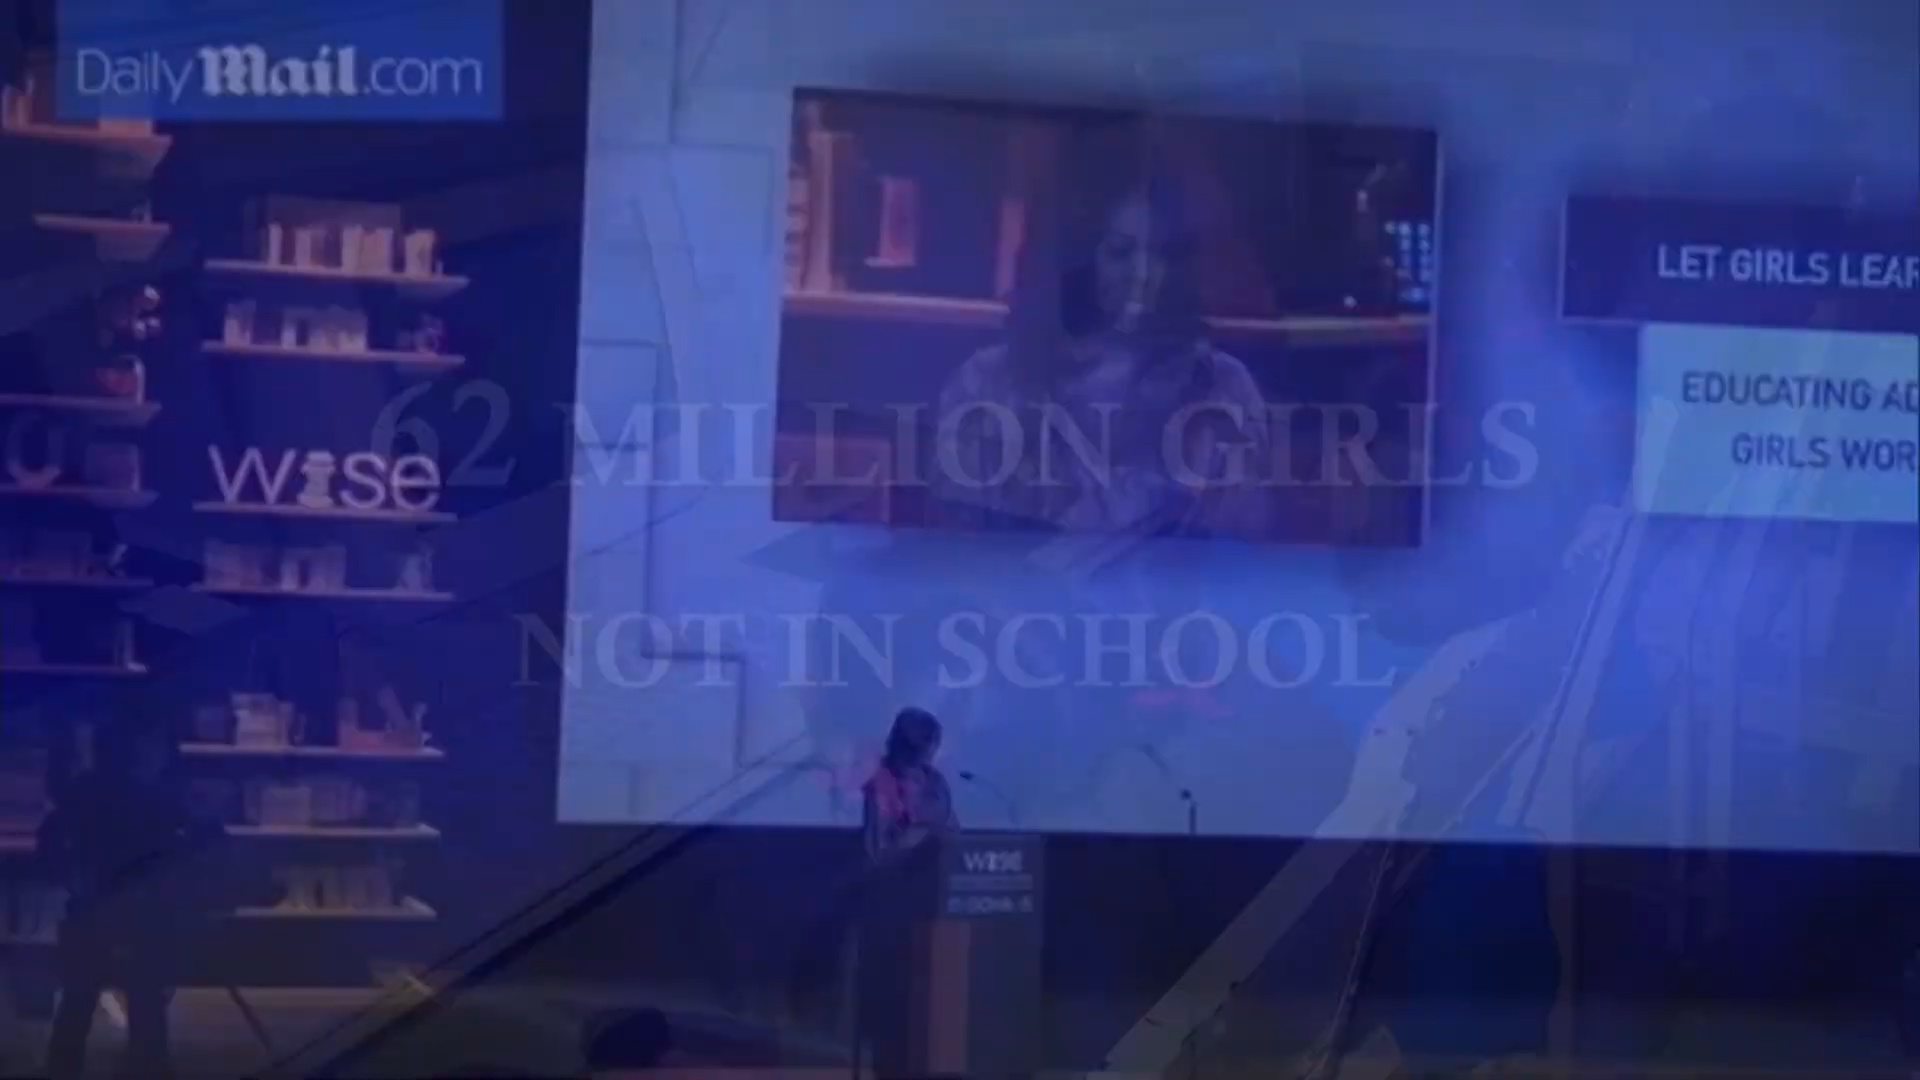 DailyMail.com
LET GIRLS LEAR
EDUCATING AD
GIRLS WOR
62 MILLION GIRLS
wise
NOT IN SCHOOL
WISE